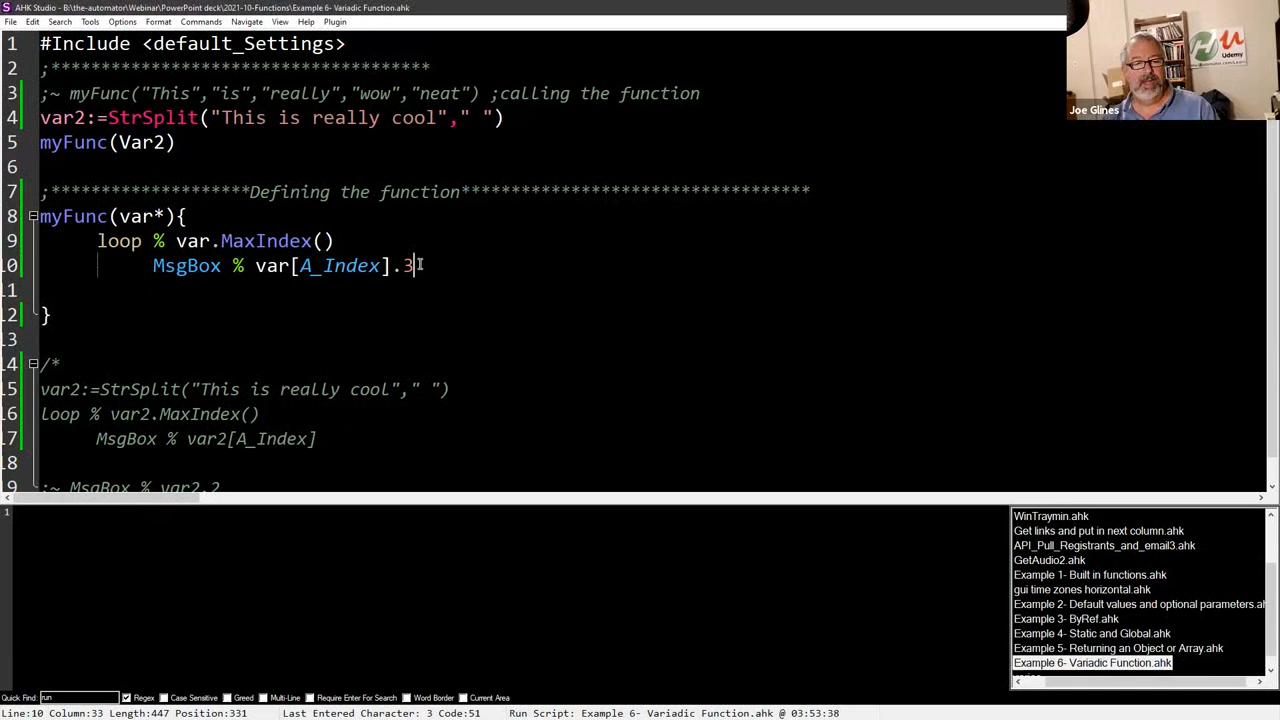 AHK Studio - B:\the-automator\Webinar\PowerPoint deck\2021-10-Functions\Example 6- Variadic Function.ahk
File Edit Search Tools Options Format Commands Navigate View Help Plugin
1 #Include <default_Settings>
2 ;************************************
3 ;~ myFunc("This","is","really","wow","neat") ;calling the function
4 var2:=StrSplit("This is really cool"," ")
5 myFunc(Var2)
6
7 ;********************Defining the function***********************************
8 myFunc(var*){
9 loop % var.MaxIndex()
10 MsgBox % var[A_Index].3
11
12 }
13
14 /*
15 var2:=StrSplit("This is really cool"," ")
16 loop % var2.MaxIndex()
17 MsgBox % var2[A_Index]
18
9 ;~ MsgBox % var2.2
Joe Glines
Udemy
1
WinTraymin.ahk
Get links and put in next column.ahk
API_Pull_Registrants_and_email3.ahk
GetAudio2.ahk
Example 1- Built in functions.ahk
gui time zones horizontal.ahk
Example 2- Default values and optional parameters.ah
Example 3- ByRef.ahk
Example 4- Static and Global.ahk
Example 5- Returning an Object or Array.ahk
Example 6- Variadic Function.ahk
Quick Find: run Regex Case Sensitive Greed Multi-Line Require Enter For Search Word Border Current Area
Line:10 Column:33 Length:447 Position:331 Last Entered Character: 3 Code:51 Run Script: Example 6- Variadic Function.ahk @ 03:53:38